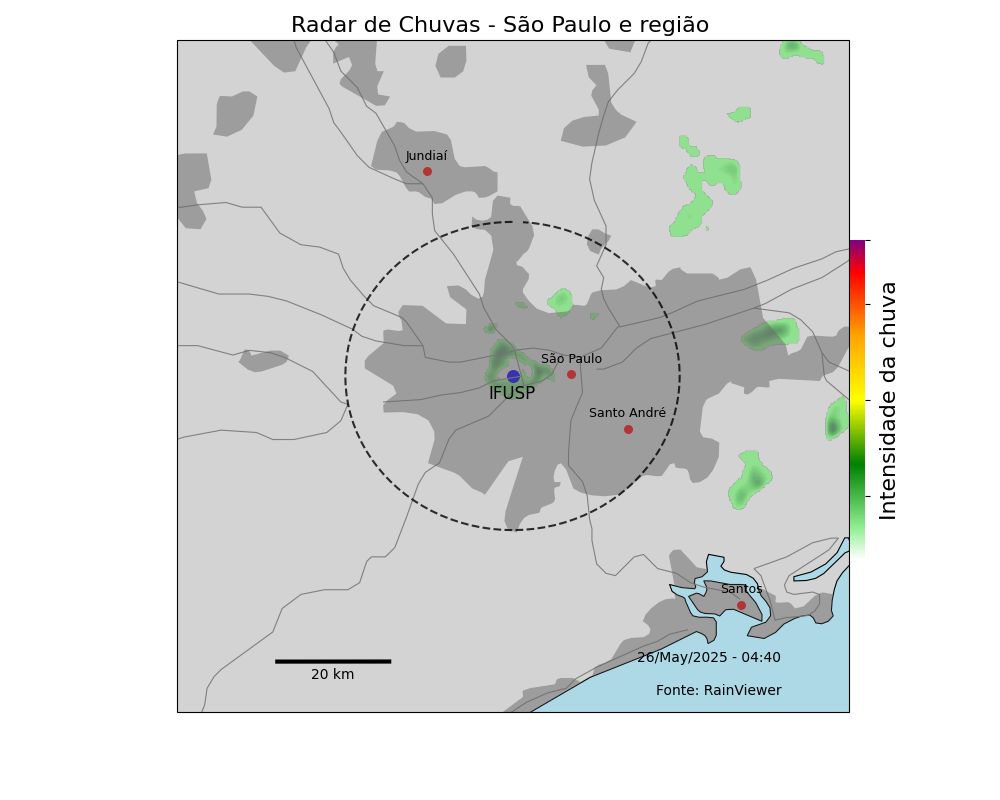 Radar de Chuvas - São Paulo e região
Jundiaí
São Paulo
IFUSP
Santo André
Intensidade da chuva
Santos
26/May/2025 - 04:40
20 km
Fonte: RainViewer